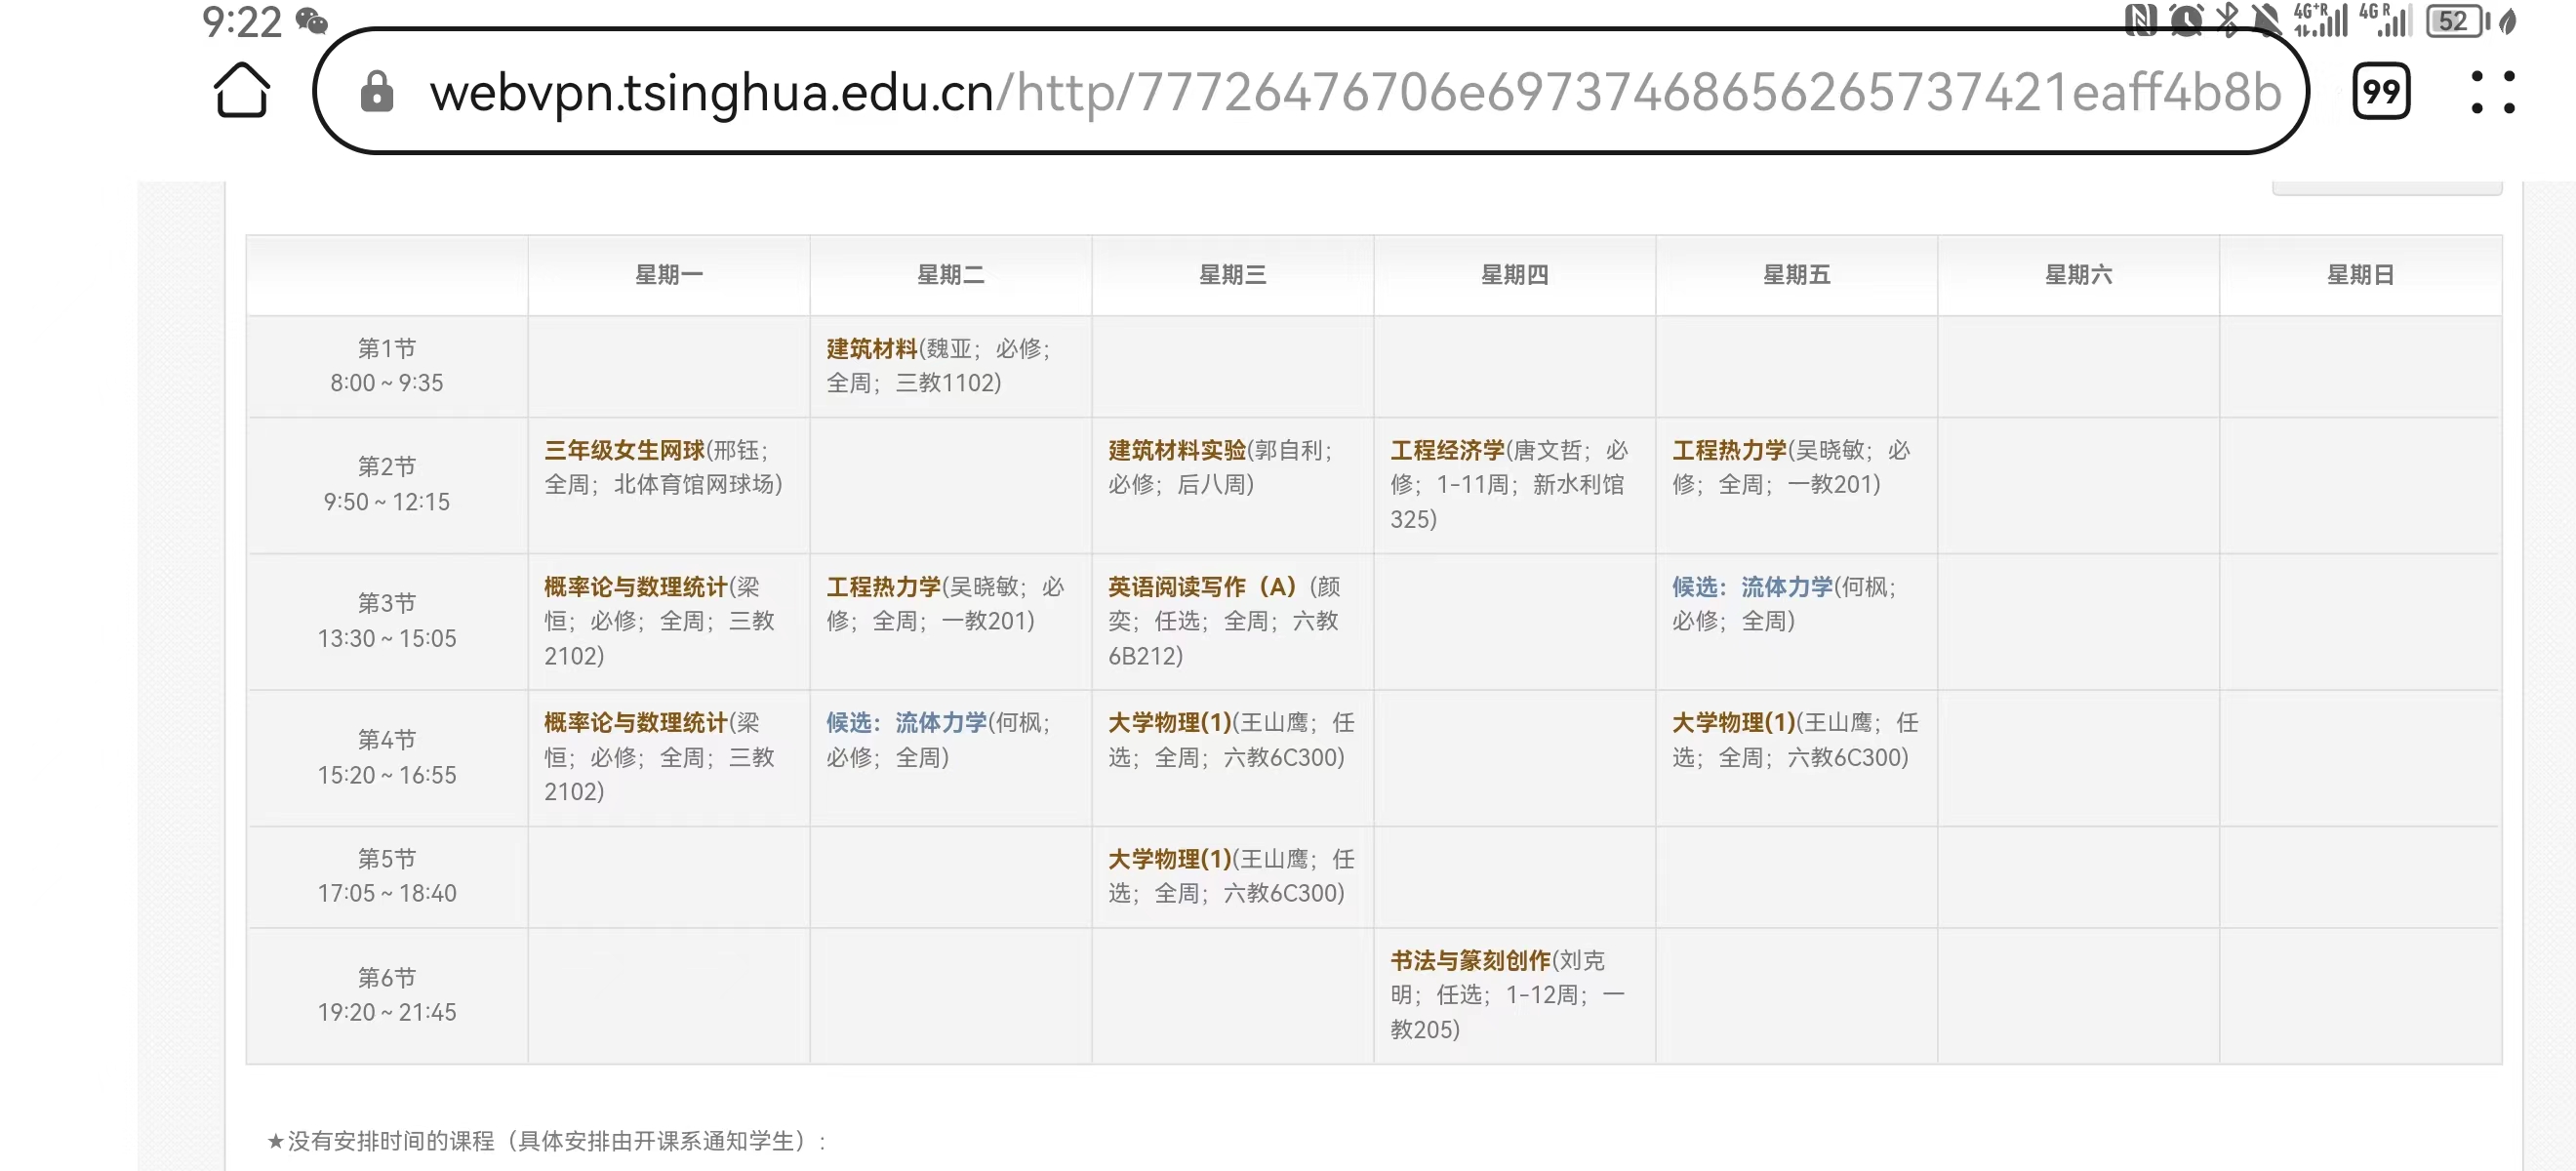 9:22
4G+R 4G R 52
webvpn.tsinghua.edu.cn/http/77726476706e69737468656265737421eaff4b8b
99
星期一 星期二 星期三 星期四 星期五 星期六 星期日
第1节
8:00 ~ 9:35
建筑材料(魏亚；必修；
全周；三教1102)
第2节
9:50 ~ 12:15
三年级女生网球(邢钰；
全周；北体育馆网球场)
建筑材料实验(郭自利；
必修；后八周)
工程经济学(唐文哲；必
修；1-11周；新水利馆
325)
工程热力学(吴晓敏；必
修；全周；一教201)
第3节
13:30 ~ 15:05
概率论与数理统计(梁
恒；必修；全周；三教
2102)
工程热力学(吴晓敏；必
修；全周；一教201)
英语阅读写作（A）(颜
奕；任选；全周；六教
6B212)
候选：流体力学(何枫；
必修；全周)
第4节
15:20 ~ 16:55
概率论与数理统计(梁
恒；必修；全周；三教
2102)
候选：流体力学(何枫；
必修；全周)
大学物理(1)(王山鹰；任
选；全周；六教6C300)
大学物理(1)(王山鹰；任
选；全周；六教6C300)
第5节
17:05 ~ 18:40
大学物理(1)(王山鹰；任
选；全周；六教6C300)
第6节
19:20 ~ 21:45
书法与篆刻创作(刘克
明；任选；1-12周；一
教205)
★没有安排时间的课程（具体安排由开课系通知学生）：